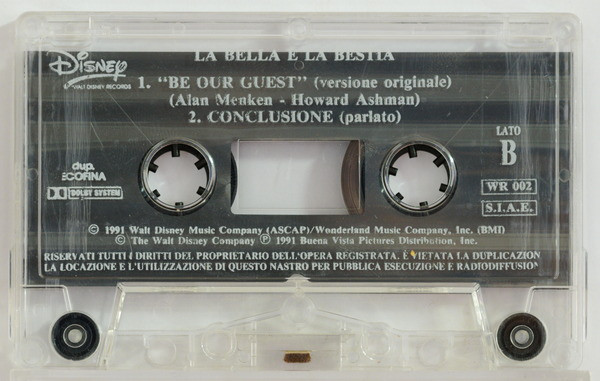 LA BELLA E LA BESTIA
Disney
© WALT DISNEY RECORDS
1. “BE OUR GUEST” (versione originale)
(Alan Menken - Howard Ashman)
2. CONCLUSIONE (parlato)
LATO
B
dup.
ECOFINA
DOLBY SYSTEM
WR 002
S.I.A.E.
© 1991 Walt Disney Music Company (ASCAP)/Wonderland Music Company, Inc. (BMI)
© The Walt Disney Company Ⓟ 1991 Buena Vista Pictures Distribution, Inc.
RISERVATI TUTTI I DIRITTI DEL PROPRIETARIO DELL'OPERA REGISTRATA. È VIETATA LA DUPLICAZION
LA LOCAZIONE E L'UTILIZZAZIONE DI QUESTO NASTRO PER PUBBLICA ESECUZIONE E RADIODIFFUSION